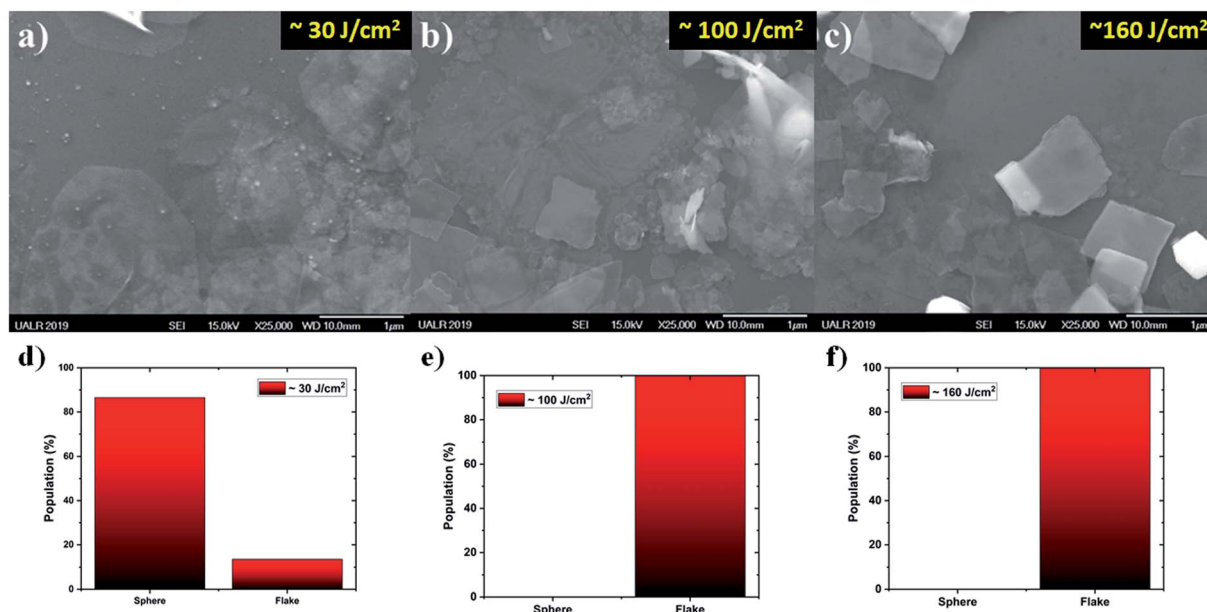 a)
~ 30 J/cm²
b)
~ 100 J/cm²
c)
~160 J/cm²
UALR 2019 SEI 15.0kV X25,000 WD 10.0mm 1µm
UALR 2019 SEI 15.0kV X25,000 WD 10.0mm 1µm
UALR 2019 SEI 15.0kV X25,000 WD 10.0mm 1µm
d)
~ 30 J/cm²
Population (%)
100
80
60
40
20
0
Sphere Flake
e)
~ 100 J/cm²
Population (%)
100
80
60
40
20
0
Sphere Flake
f)
~ 160 J/cm²
Population (%)
100
80
60
40
20
0
Sphere Flake